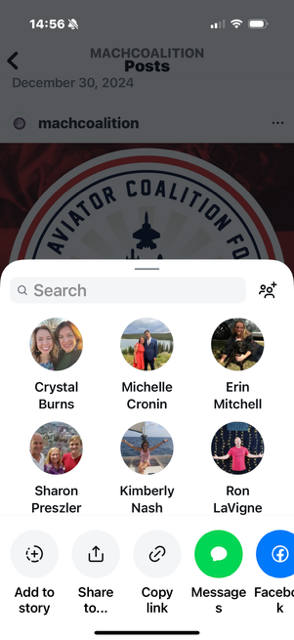 14:56
MACHCOALITION
Posts
December 30, 2024
machcoalition
AVIATOR COALITION FO
Search
Crystal
Burns
Michelle
Cronin
Erin
Mitchell
Sharon
Preszler
Kimberly
Nash
Ron
LaVigne
Add to
story
Share
to...
Copy
link
Message
s
Facebo
k